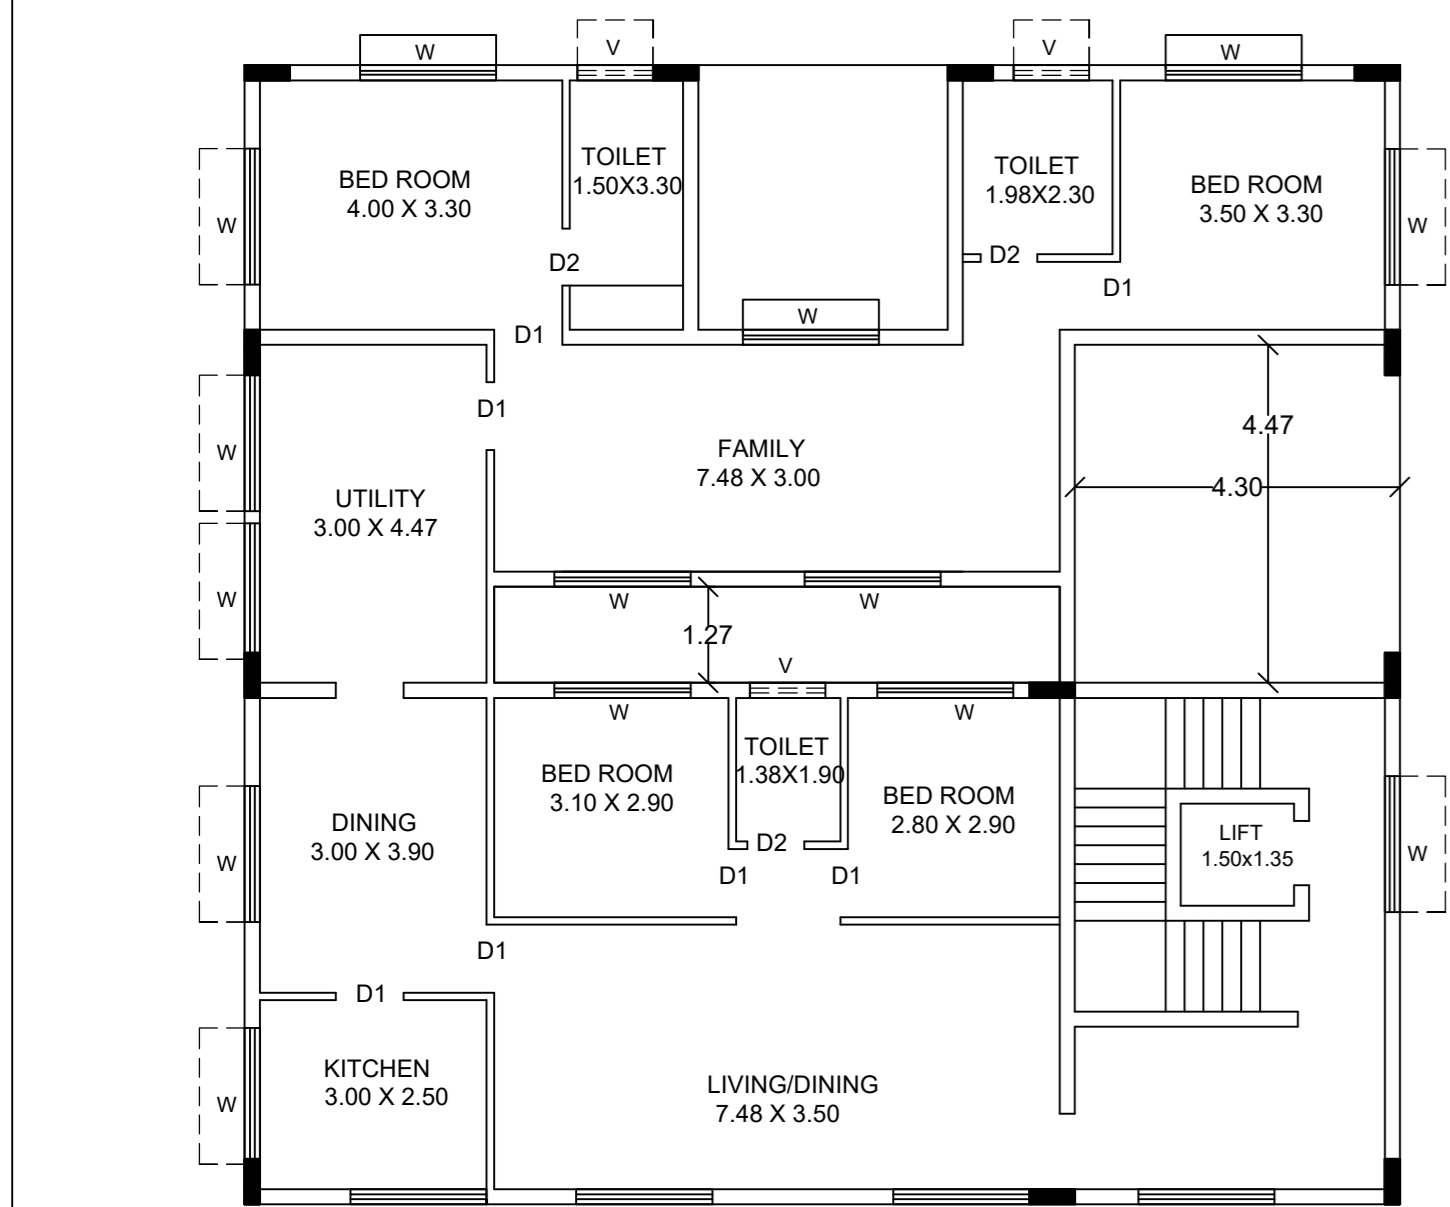 W
V
V
W
BED ROOM
4.00 X 3.30
TOILET
1.50X3.30
TOILET
1.98X2.30
BED ROOM
3.50 X 3.30
W
W
D2
D2
D1
D1
W
D1
4.47
FAMILY
7.48 X 3.00
4.30
UTILITY
3.00 X 4.47
W
W
W
W
1.27
V
W
W
BED ROOM
3.10 X 2.90
TOILET
1.38X1.90
BED ROOM
2.80 X 2.90
DINING
3.00 X 3.90
W
LIFT
1.50x1.35
W
D2
D1
D1
D1
D1
KITCHEN
3.00 X 2.50
W
LIVING/DINING
7.48 X 3.50